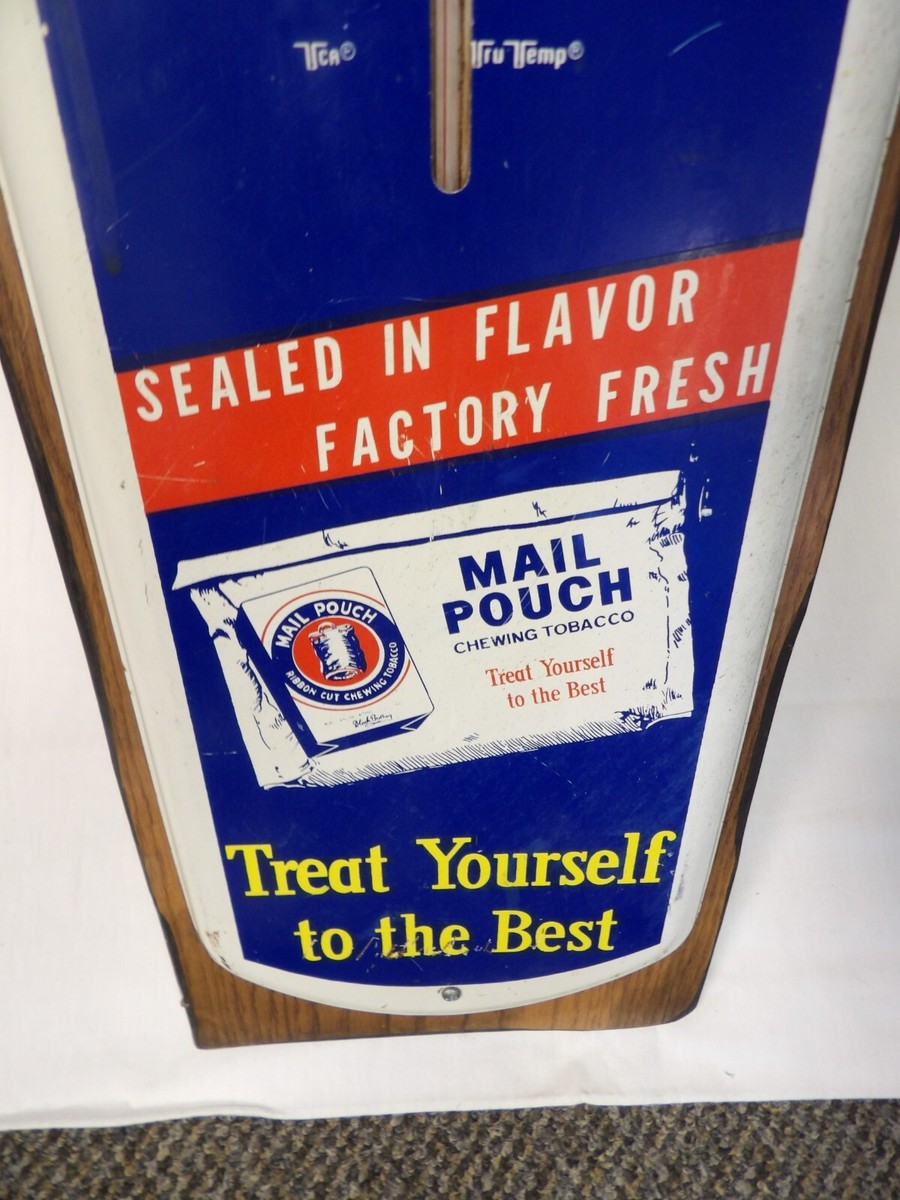 Tca® Tru Temp®
SEALED IN FLAVOR
FACTORY FRESH
MAIL
POUCH
CHEWING TOBACCO
Treat Yourself
to the Best
MAIL POUCH
RIBBON CUT CHEWING TOBACCO
Treat Yourself
to the Best